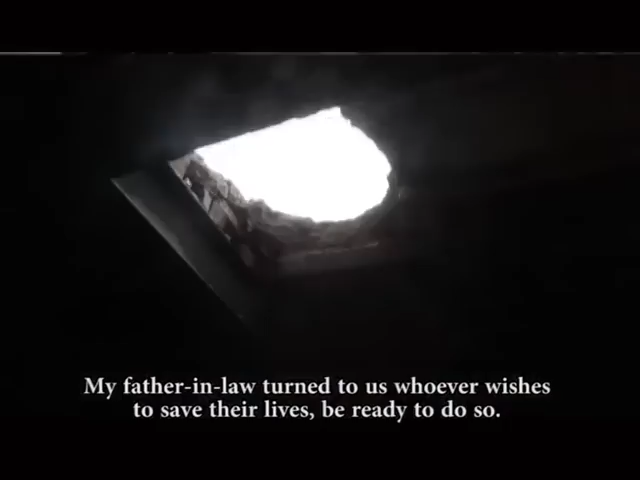 My father-in-law turned to us whoever wishes
to save their lives, be ready to do so.